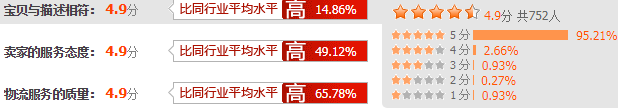 宝贝与描述相符： 4.9分 比同行业平均水平 高 14.86%
卖家的服务态度： 4.9分 比同行业平均水平 高 49.12%
物流服务的质量： 4.9分 比同行业平均水平 高 65.78%
4.9分 共752人
5 分 95.21%
4 分 2.66%
3 分 0.93%
2 分 0.27%
1 分 0.93%